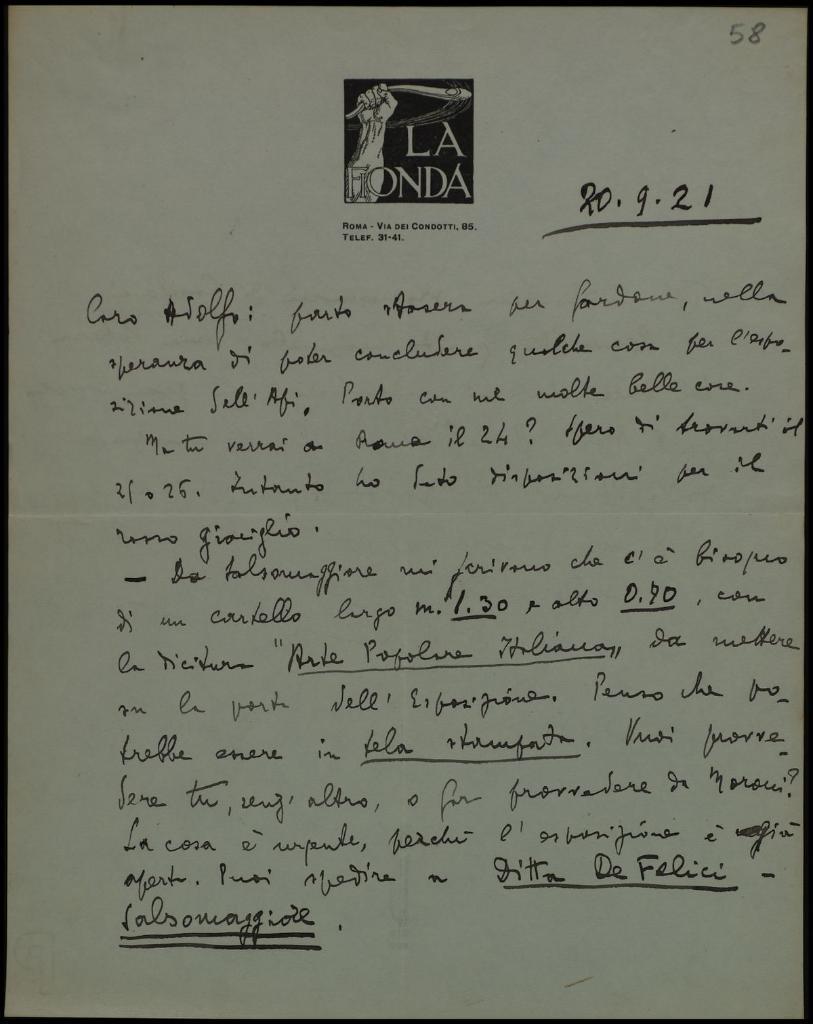 58
LA
FIONDA
ROMA - VIA DEI CONDOTTI, 85.
TELEF. 31-41.
20.9.21
Caro Adolfo: parto stasera per Gardone, nella
speranza di poter concludere qualche cosa per l'espo-
sizione dell'Api. Porto con me molte belle cose.
Ma tu verrai a Roma il 24? Spero di trovarti il
25 o 26. Intanto ho dato disposizioni per il
rosso giaciglio.
— Da Salsomaggiore mi scrivono che c'è bisogno
di un cartello largo m. 1.30 e alto 0.70, con
la dicitura "Arte Popolare Italiana„ da mettere
su la porta dell'Esposizione. Penso che po-
trebbe essere in tela stampata. Vuoi provve-
dere tu, senz'altro, o far provvedere da Maroni?
La cosa è urgente, perchè l'esposizione è già
aperta. Puoi spedire a Ditta De Felici -
Salsomaggiore.